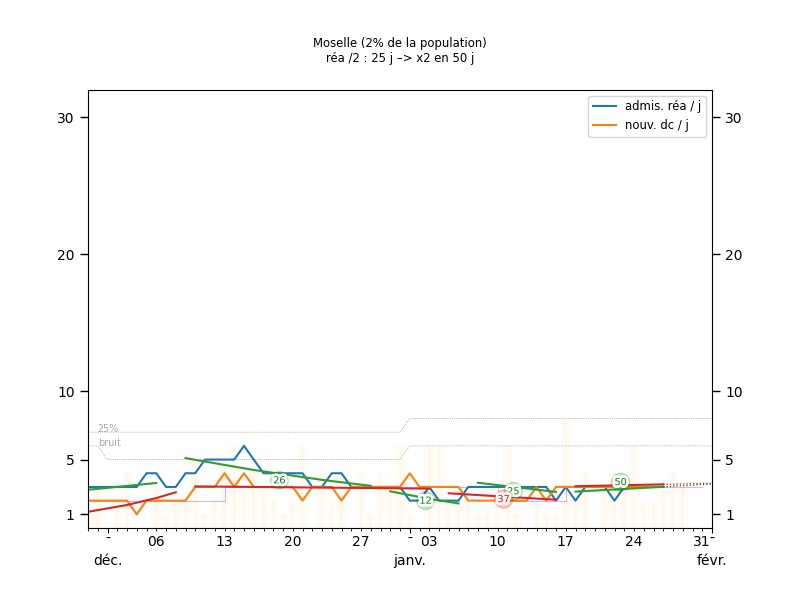 Moselle (2% de la population)
réa /2 : 25 j –> x2 en 50 j
admis. réa / j
nouv. dc / j
30 30
20 20
10 10
25%
bruit
5 5
26 12 25 37 50
1 1
- 06 13 20 27 - 03 10 17 24 31 -
déc. janv. févr.